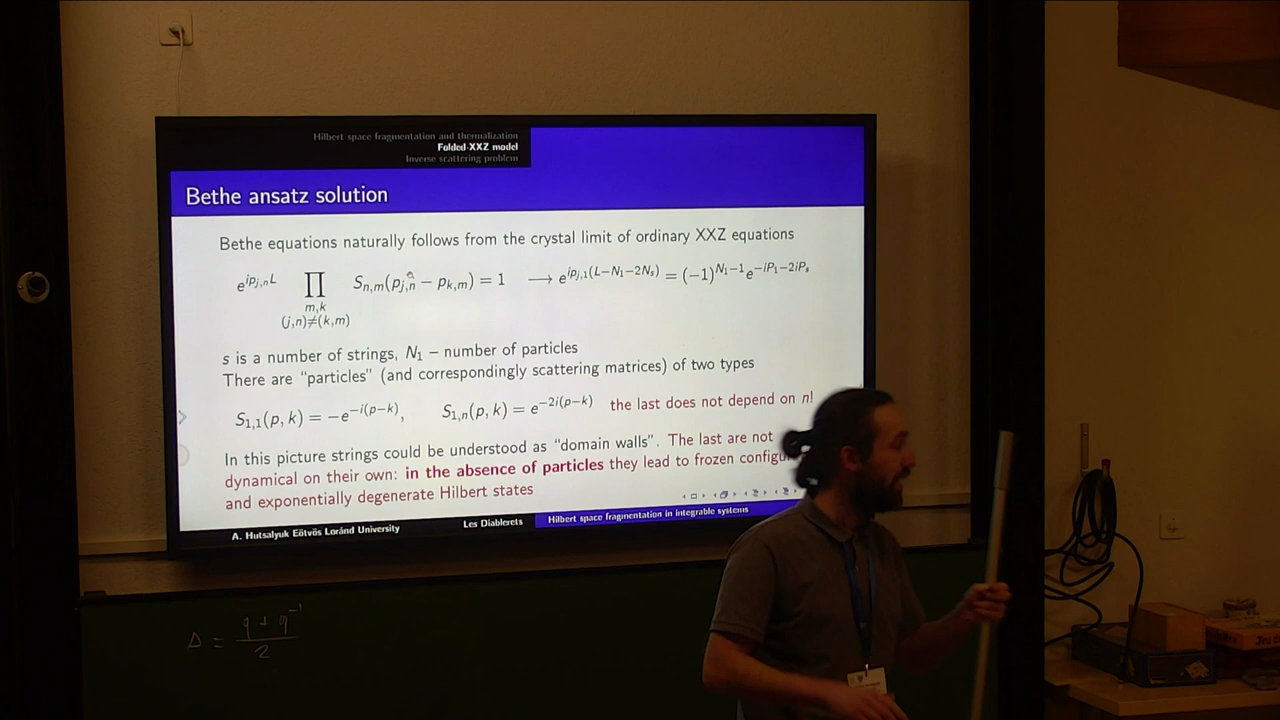 Hilbert space fragmentation and thermalization
Folded-XXZ model
Inverse scattering problem
Bethe ansatz solution
Bethe equations naturally follows from the crystal limit of ordinary XXZ equations
e^{ip_{j,n}L} ∏_{m,k (j,n)≠(k,m)} S_{n,m}(p_{j,n} − p_{k,m}) = 1 ⟶ e^{ip_{j,1}(L−N_1−2N_s)} = (−1)^{N_1−1}e^{−iP_1−2iP_s}
s is a number of strings, N_1 – number of particles
There are "particles" (and correspondingly scattering matrices) of two types
S_{1,1}(p, k) = −e^{−i(p−k)}, S_{1,n}(p, k) = e^{−2i(p−k)} the last does not depend on n!
In this picture strings could be understood as "domain walls". The last are not
dynamical on their own: in the absence of particles they lead to frozen configu
and exponentially degenerate Hilbert states
A. Hutsalyuk Eötvös Loránd University Les Diablerets Hilbert space fragmentation in integrable systems
Δ = \frac{q + q^{-1}}{2}